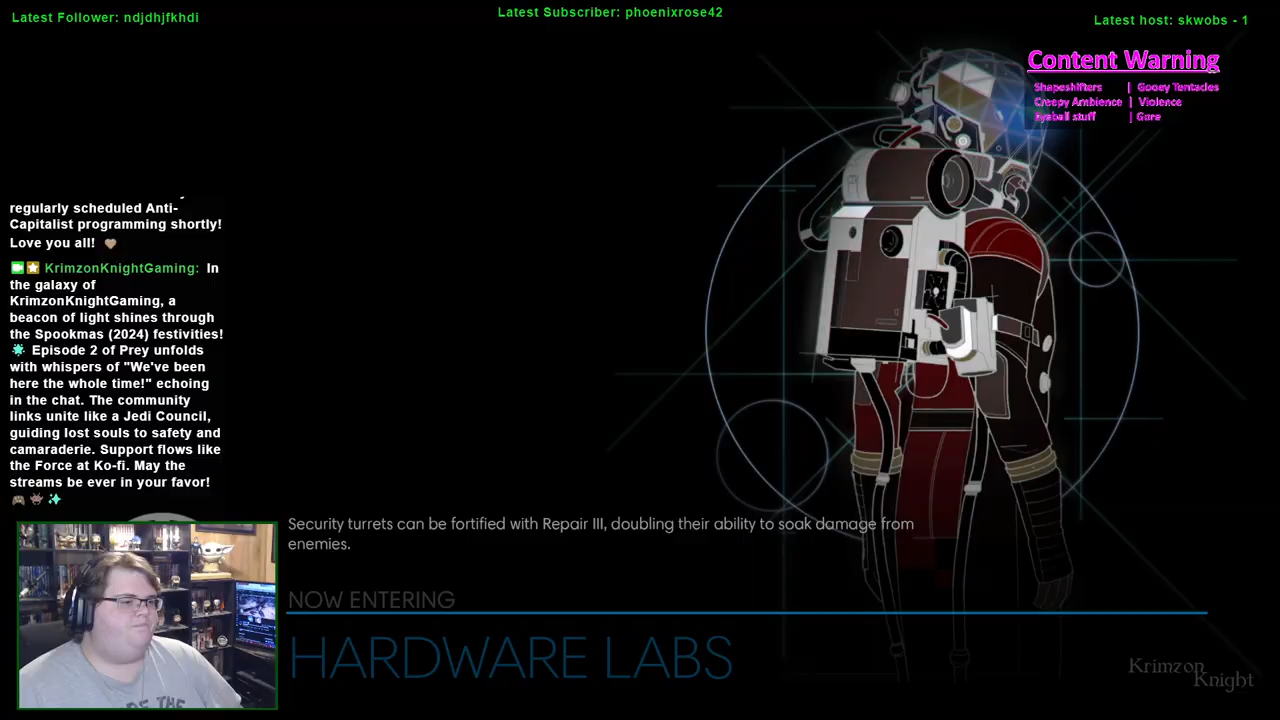 Latest Follower: ndjdhjfkhdi
Latest Subscriber: phoenixrose42
Latest host: skwobs - 1
Content Warning
Shapeshifters | Gooey Tentacles
Creepy Ambience | Violence
Eyeball stuff | Gore
regularly scheduled Anti-
Capitalist programming shortly!
Love you all!
KrimzonKnightGaming: In
the galaxy of
KrimzonKnightGaming, a
beacon of light shines through
the Spookmas (2024) festivities!
Episode 2 of Prey unfolds
with whispers of "We've been
here the whole time!" echoing
in the chat. The community
links unite like a Jedi Council,
guiding lost souls to safety and
camaraderie. Support flows like
the Force at Ko-fi. May the
streams be ever in your favor!
Security turrets can be fortified with Repair III, doubling their ability to soak damage from
enemies.
NOW ENTERING
HARDWARE LABS
Krimzon
Knight